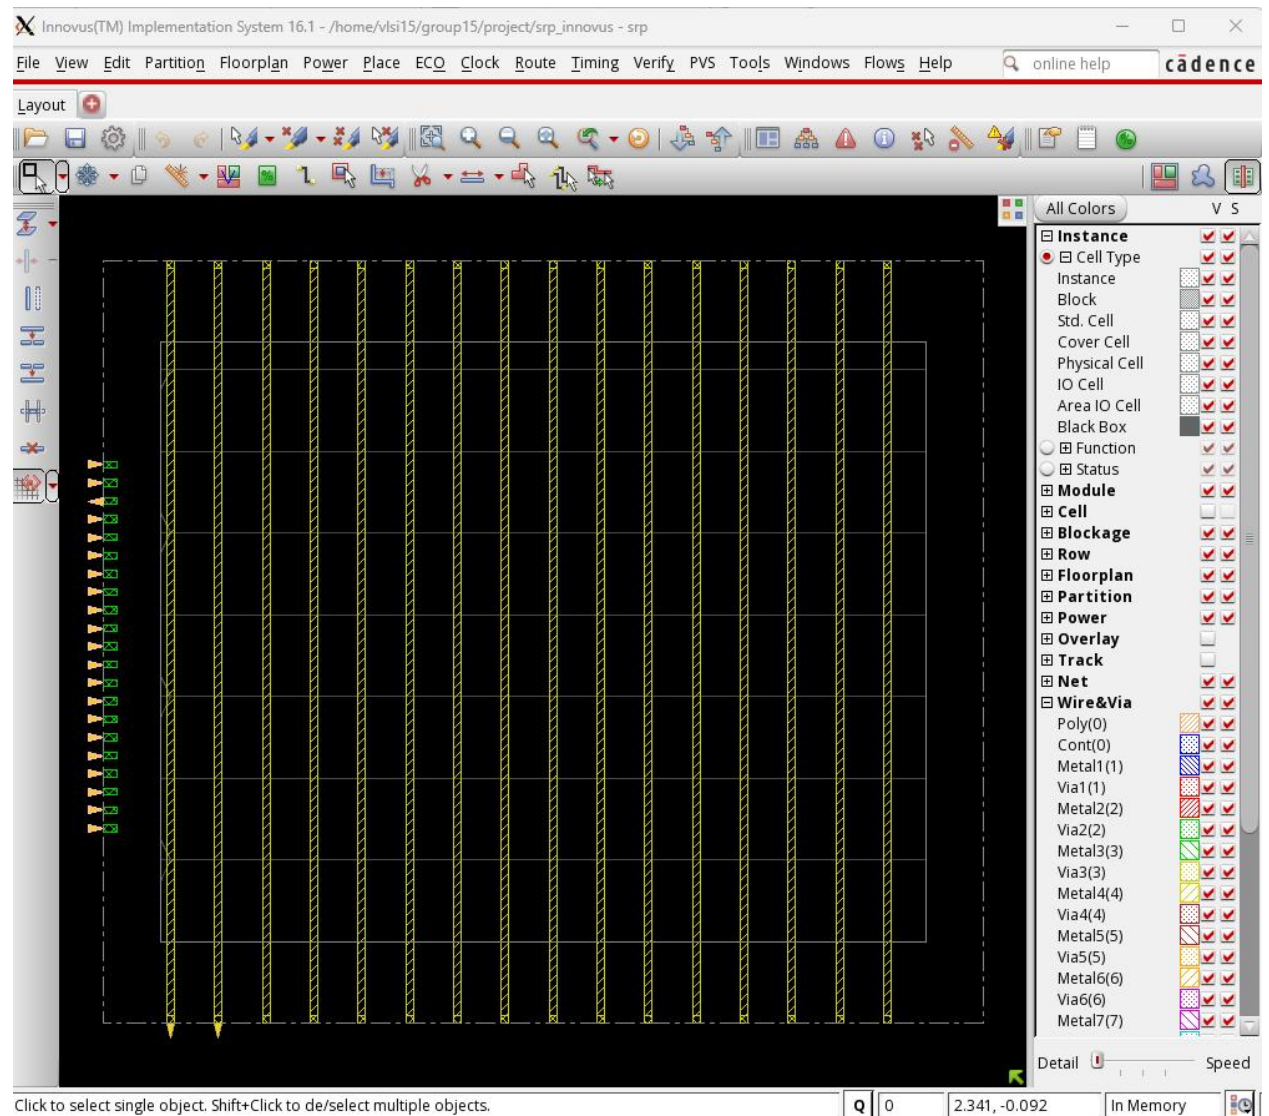 Innovus(TM) Implementation System 16.1 - /home/vlsi15/group15/project/srp_innovus - srp
File View Edit Partition Floorplan Power Place ECO Clock Route Timing Verify PVS Tools Windows Flows Help online help cādence
Layout
All Colors V S
Instance
Cell Type
Instance
Block
Std. Cell
Cover Cell
Physical Cell
IO Cell
Area IO Cell
Black Box
Function
Status
Module
Cell
Blockage
Row
Floorplan
Partition
Power
Overlay
Track
Net
Wire&Via
Poly(0)
Cont(0)
Metal1(1)
Via1(1)
Metal2(2)
Via2(2)
Metal3(3)
Via3(3)
Metal4(4)
Via4(4)
Metal5(5)
Via5(5)
Metal6(6)
Via6(6)
Metal7(7)
Detail Speed
Click to select single object. Shift+Click to de/select multiple objects. Q 0 2.341, -0.092 In Memory